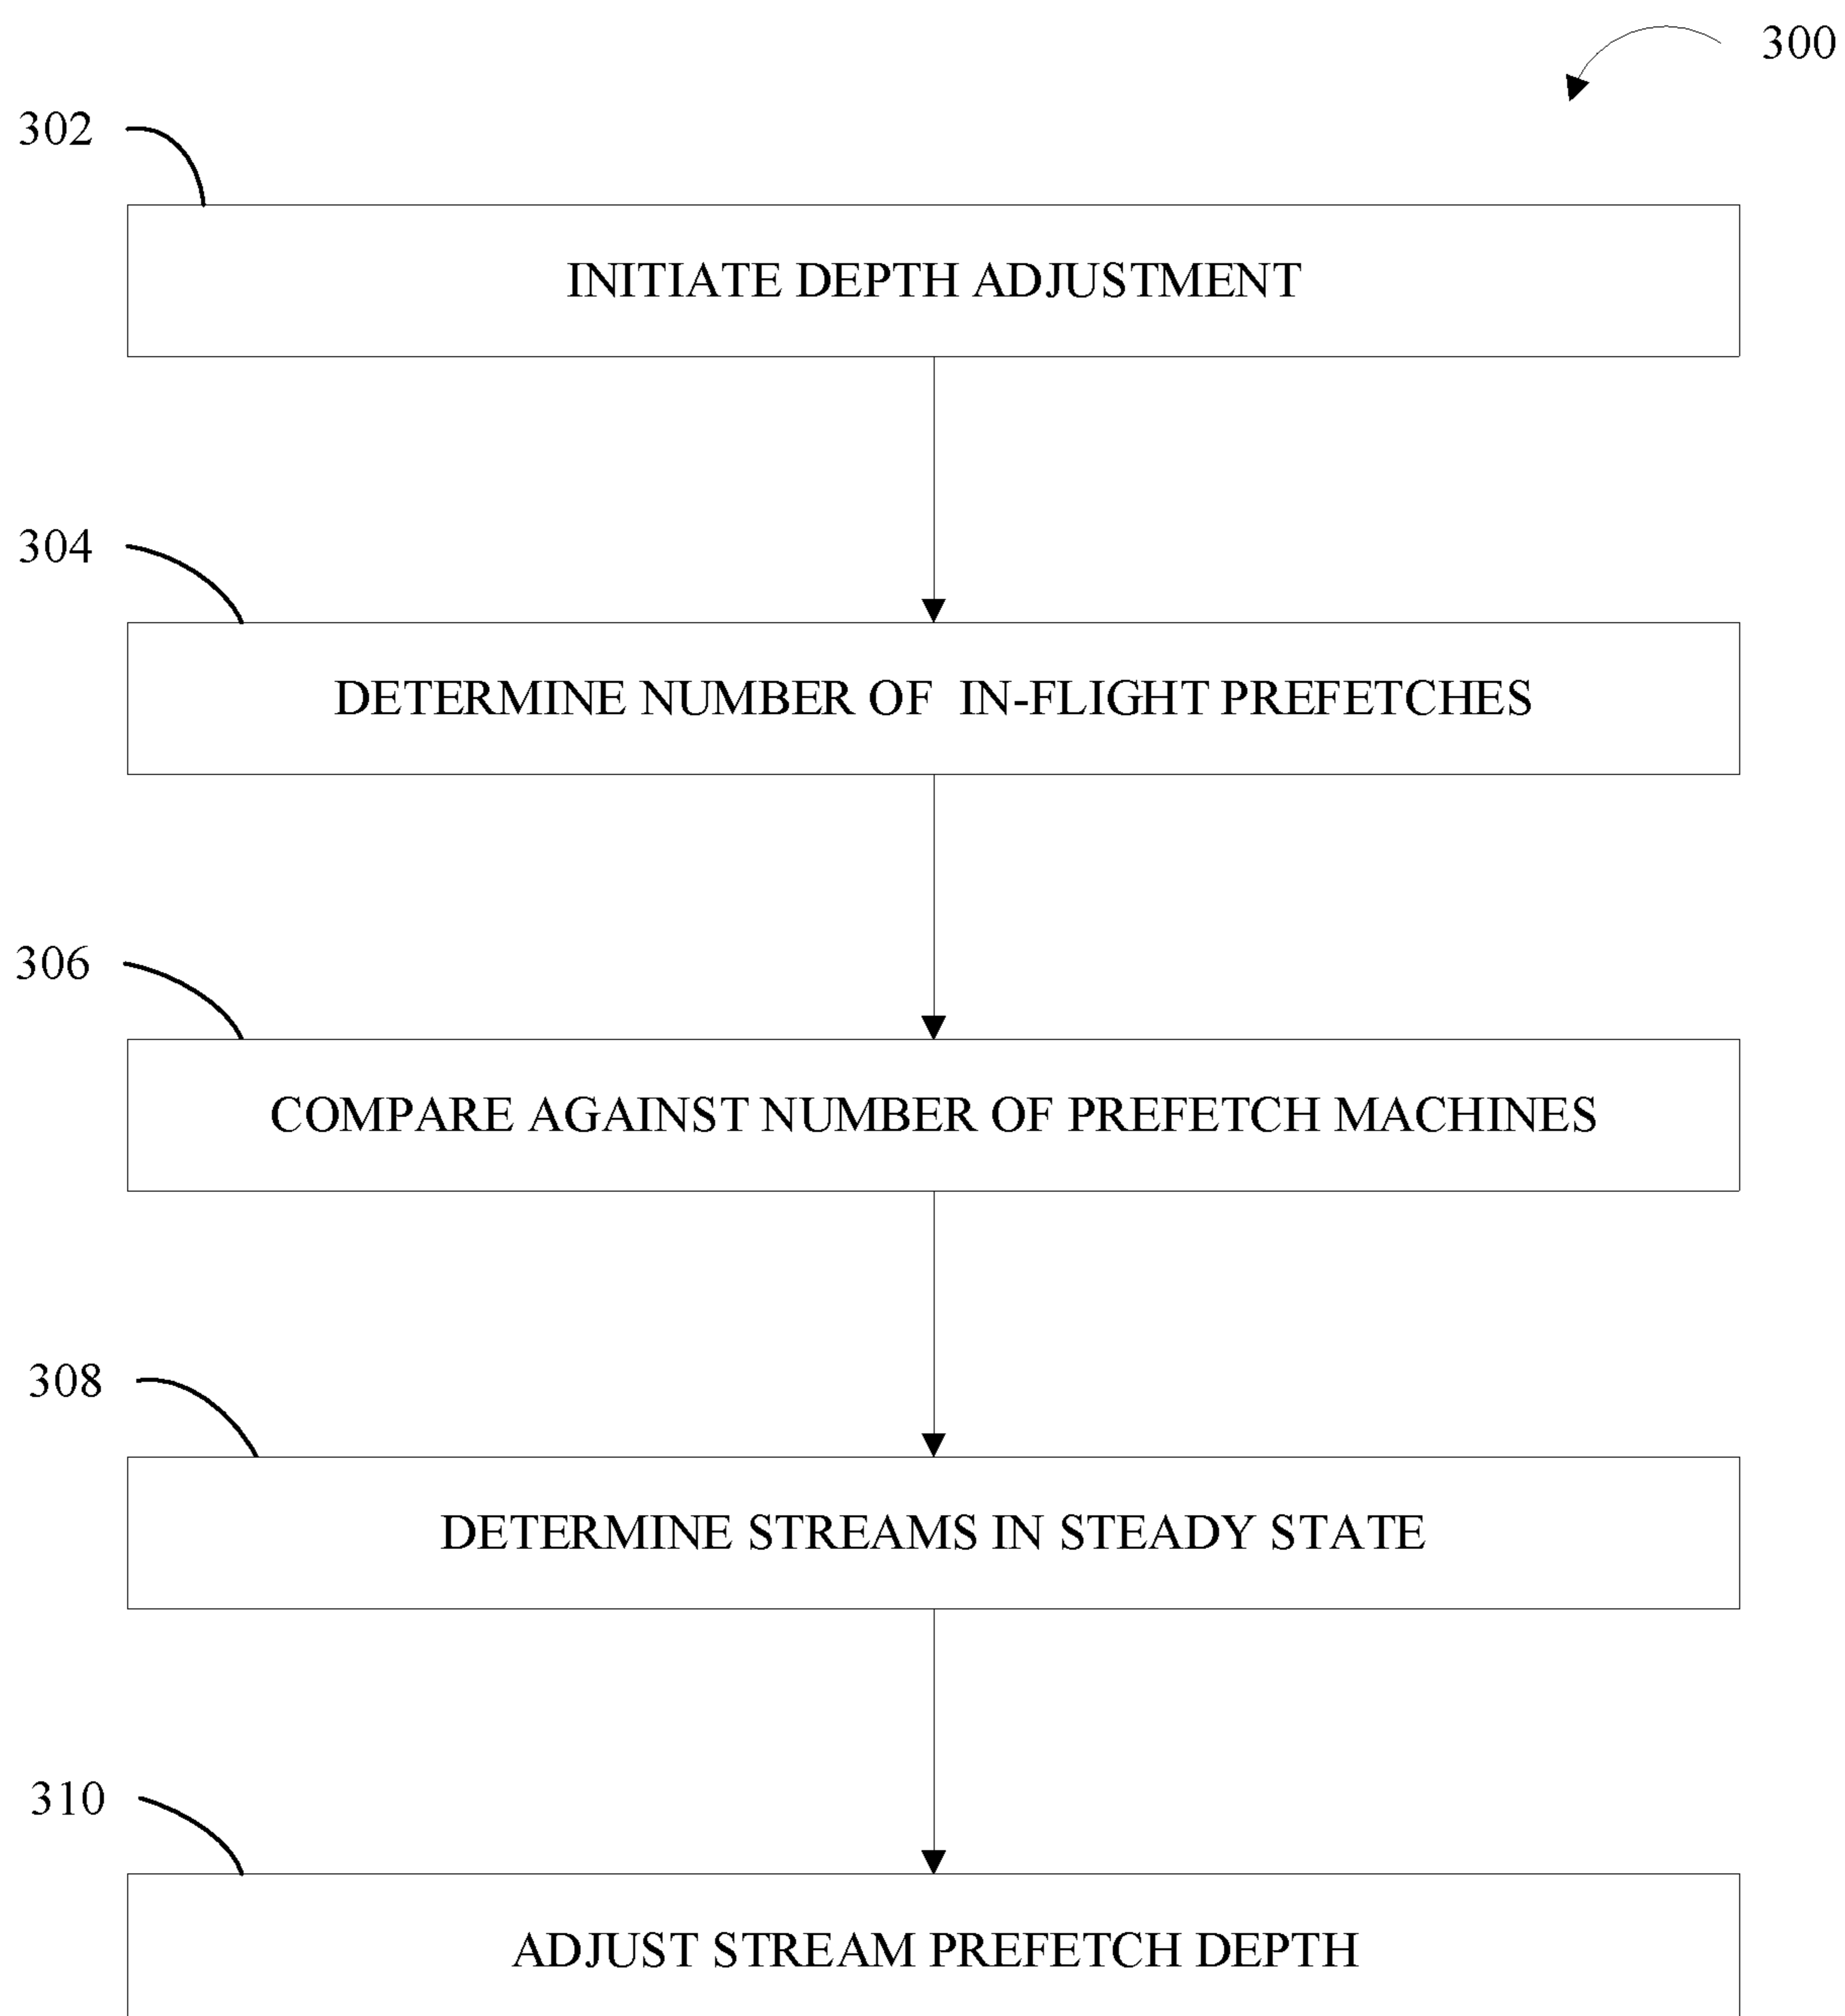 300
302
INITIATE DEPTH ADJUSTMENT
304
DETERMINE NUMBER OF IN-FLIGHT PREFETCHES
306
COMPARE AGAINST NUMBER OF PREFETCH MACHINES
308
DETERMINE STREAMS IN STEADY STATE
310
ADJUST STREAM PREFETCH DEPTH